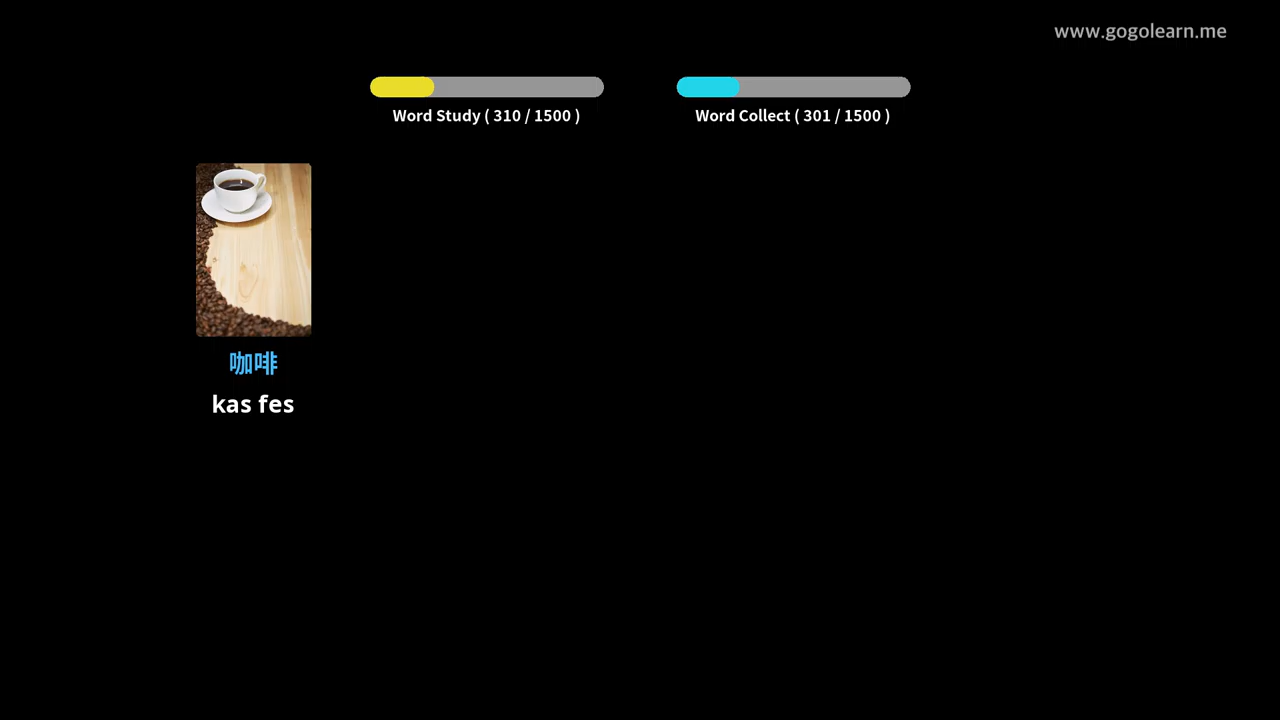 www.gogolearn.me
Word Study ( 310 / 1500 )
Word Collect ( 301 / 1500 )
咖啡
kas fes